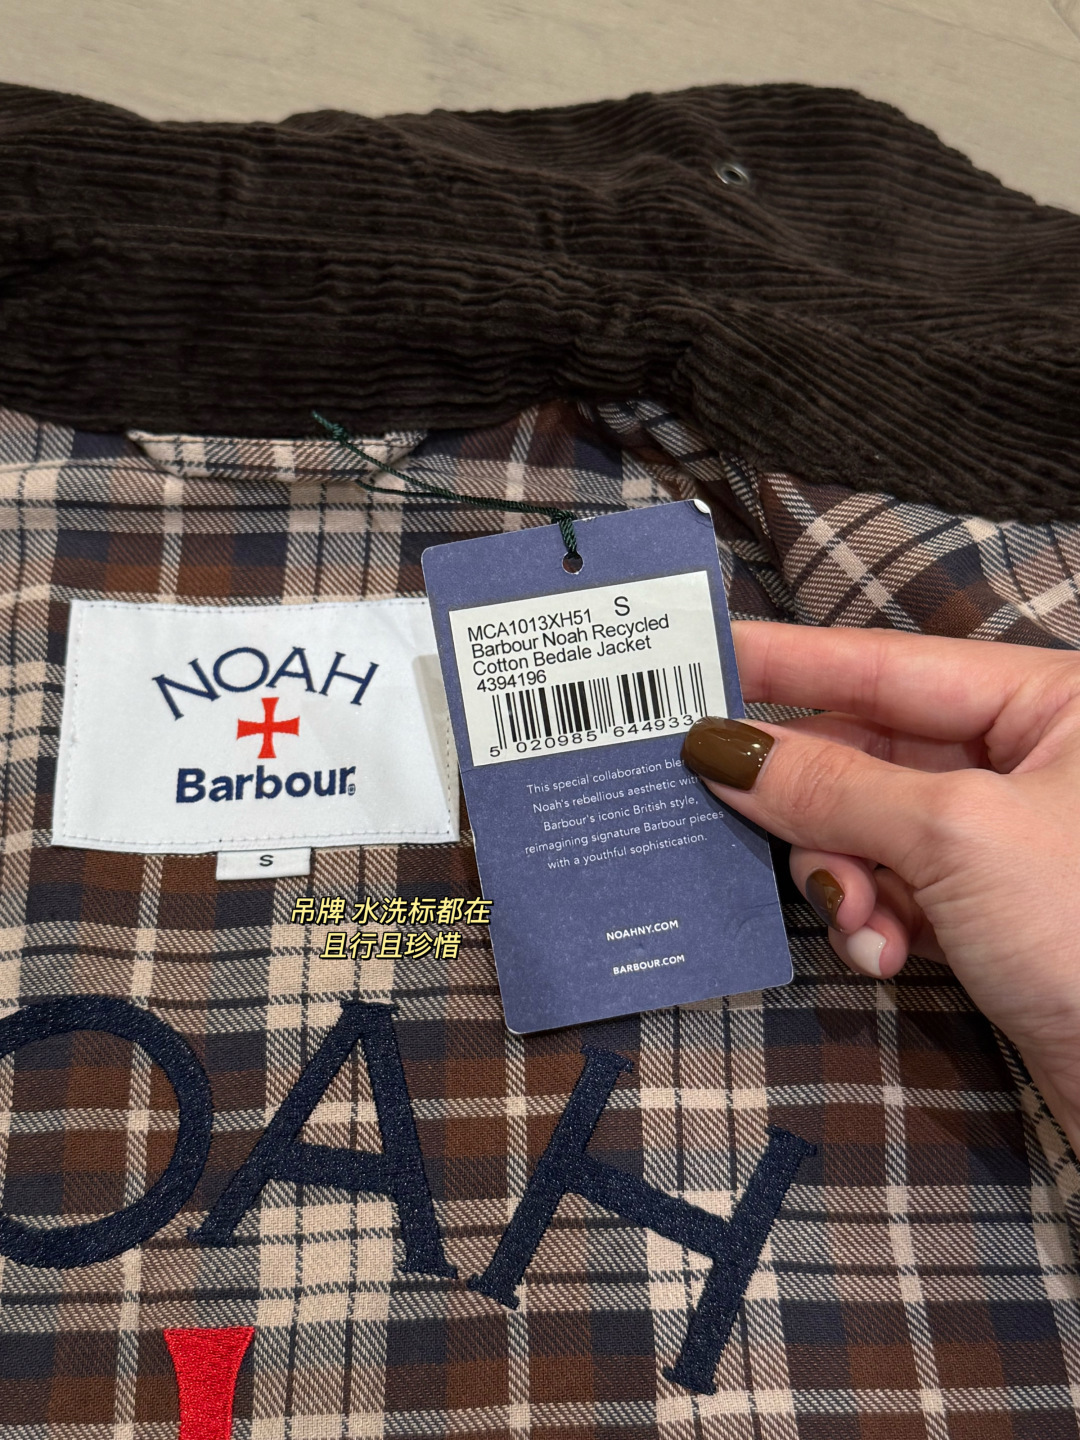 NOAH
Barbour
S
MCA1013XH51 S
Barbour Noah Recycled
Cotton Bedale Jacket
4394196
5 020985 644933
This special collaboration
Noah's rebellious aesthetic
Barbour's iconic British style,
reimagining signature Barbour pieces
with a youthful sophistication.
NOAHNY.COM
BARBOUR.COM
吊牌 水洗标都在
且行且珍惜
OAH